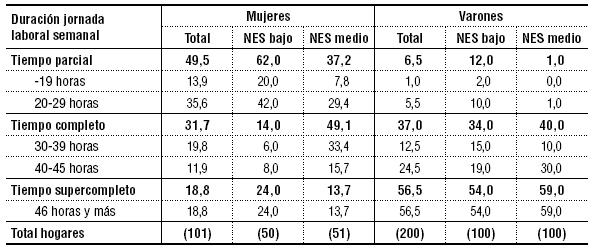 Duración jornada laboral semanal Mujeres Varones
Total NES bajo NES medio Total NES bajo NES medio
Tiempo parcial 49,5 62,0 37,2 6,5 12,0 1,0
-19 horas 13,9 20,0 7,8 1,0 2,0 0,0
20-29 horas 35,6 42,0 29,4 5,5 10,0 1,0
Tiempo completo 31,7 14,0 49,1 37,0 34,0 40,0
30-39 horas 19,8 6,0 33,4 12,5 15,0 10,0
40-45 horas 11,9 8,0 15,7 24,5 19,0 30,0
Tiempo supercompleto 18,8 24,0 13,7 56,5 54,0 59,0
46 horas y más 18,8 24,0 13,7 56,5 54,0 59,0
Total hogares (101) (50) (51) (200) (100) (100)